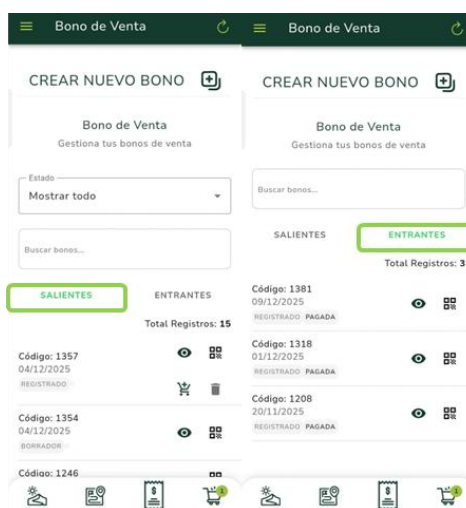 Bono de Venta
CREAR NUEVO BONO
Bono de Venta
Gestiona tus bonos de venta
Estado
Mostrar todo
Buscar bonos...
SALIENTES
ENTRANTES
Total Registros: 15
Código: 1357
04/12/2025
REGISTRADO
Código: 1354
04/12/2025
BORRADOR
Código: 1246
$
1
Bono de Venta
CREAR NUEVO BONO
Bono de Venta
Gestiona tus bonos de venta
Buscar bonos...
SALIENTES
ENTRANTES
Total Registros: 3
Código: 1381
09/12/2025
REGISTRADO PAGADA
Código: 1318
01/12/2025
REGISTRADO PAGADA
Código: 1208
20/11/2025
REGISTRADO PAGADA
$
1